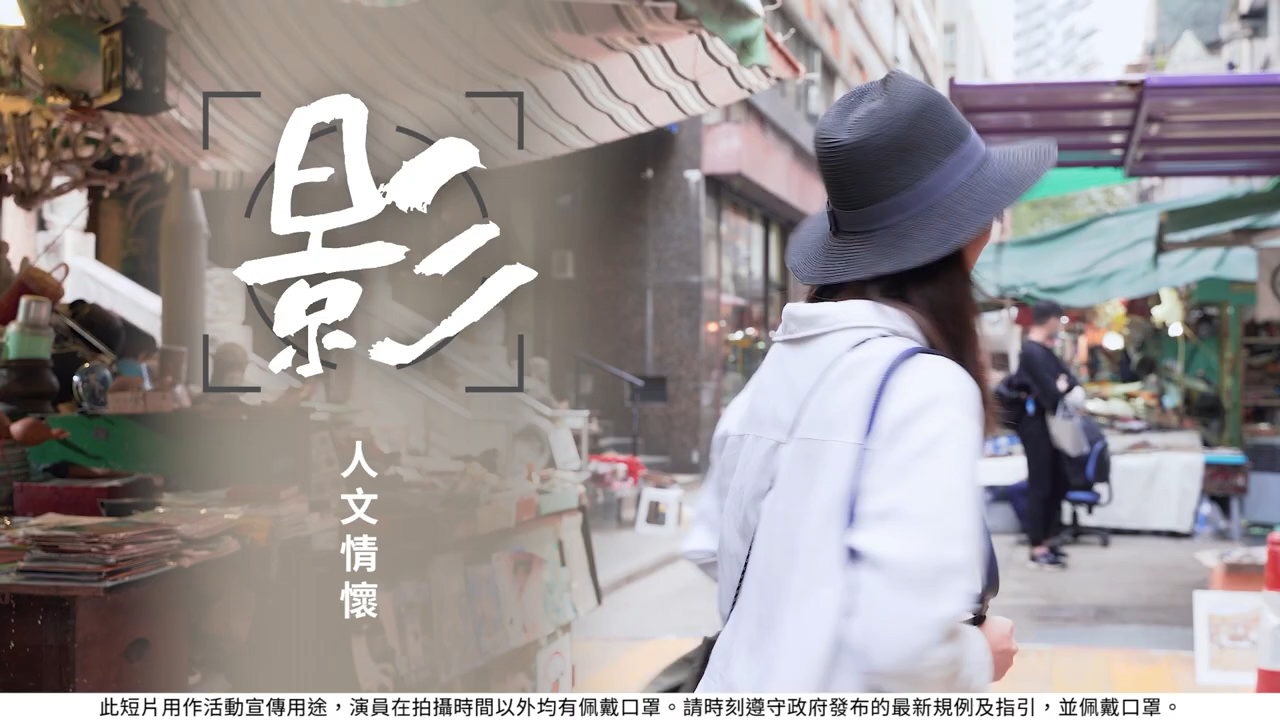 影
人文情懷
此短片用作活動宣傳用途，演員在拍攝時間以外均有佩戴口罩。請時刻遵守政府發布的最新規例及指引，並佩戴口罩。